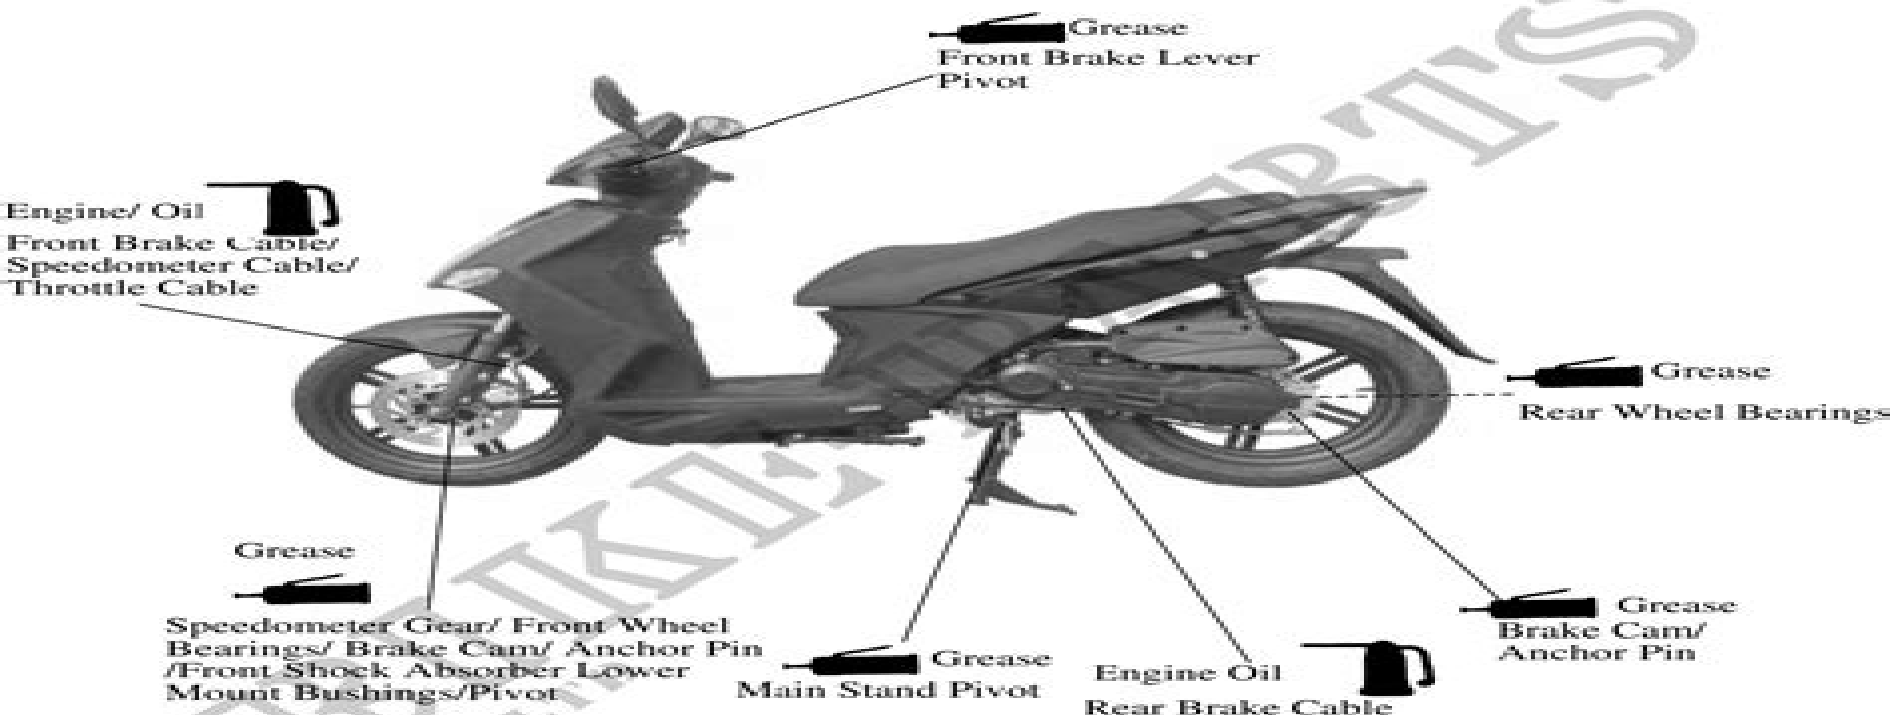 Grease
Front Brake Lever
Pivot
Engine/ Oil
Front Brake Cable/
Speedometer Cable/
Throttle Cable
Grease
Rear Wheel Bearings
Grease
Speedometer Gear/ Front Wheel
Bearings/ Brake Cam/ Anchor Pin
/Front Shock Absorber Lower
Mount Bushings/Pivot
Grease
Main Stand Pivot
Engine Oil
Rear Brake Cable
Grease
Brake Cam/
Anchor Pin